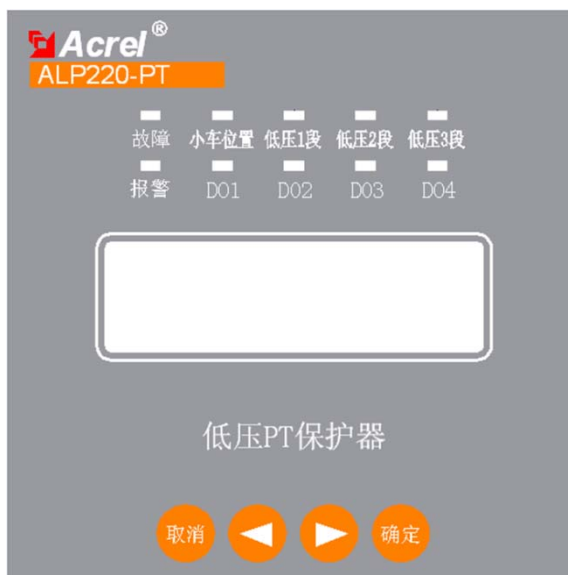 Acrel®
ALP220-PT
故障 小车位置 低压1段 低压2段 低压3段
报警 DO1 DO2 DO3 DO4
低压PT保护器
取消 确定